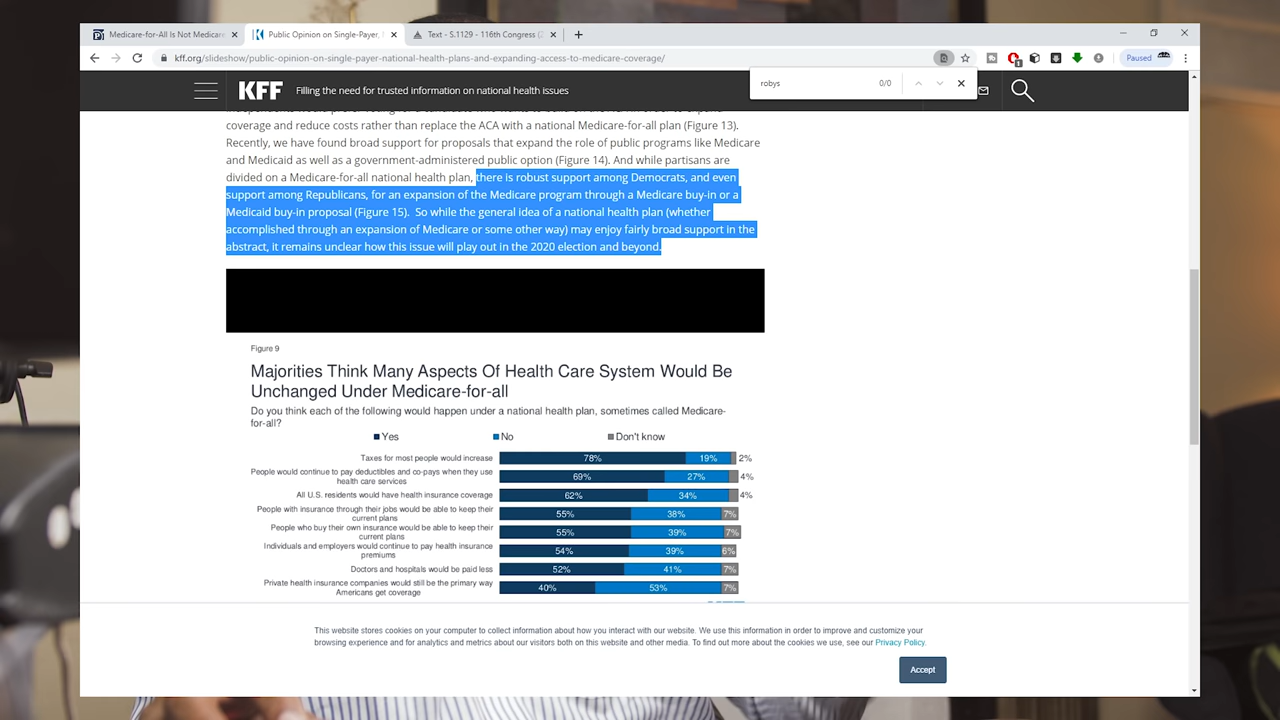 Medicare-for-All Is Not Medicare
Public Opinion on Single-Payer,
Text - S.1129 - 116th Congress (2
kff.org/slideshow/public-opinion-on-single-payer-national-health-plans-and-expanding-access-to-medicare-coverage/
1
Paused
robys 0/0
KFF Filling the need for trusted information on national health issues
coverage and reduce costs rather than replace the ACA with a national Medicare-for-all plan (Figure 13).
Recently, we have found broad support for proposals that expand the role of public programs like Medicare
and Medicaid as well as a government-administered public option (Figure 14). And while partisans are
divided on a Medicare-for-all national health plan, there is robust support among Democrats, and even
support among Republicans, for an expansion of the Medicare program through a Medicare buy-in or a
Medicaid buy-in proposal (Figure 15). So while the general idea of a national health plan (whether
accomplished through an expansion of Medicare or some other way) may enjoy fairly broad support in the
abstract, it remains unclear how this issue will play out in the 2020 election and beyond.
Figure 9
Majorities Think Many Aspects Of Health Care System Would Be
Unchanged Under Medicare-for-all
Do you think each of the following would happen under a national health plan, sometimes called Medicare-
for-all?
Yes No Don't know
Taxes for most people would increase 78% 19% 2%
People would continue to pay deductibles and co-pays when they use
health care services 69% 27% 4%
All U.S. residents would have health insurance coverage 62% 34% 4%
People with insurance through their jobs would be able to keep their
current plans 55% 38% 7%
People who buy their own insurance would be able to keep their
current plans 55% 39% 7%
Individuals and employers would continue to pay health insurance
premiums 54% 39% 6%
Doctors and hospitals would be paid less 52% 41% 7%
Private health insurance companies would still be the primary way
Americans get coverage 40% 53% 7%
This website stores cookies on your computer to collect information about how you interact with our website. We use this information in order to improve and customize your
browsing experience and for analytics and metrics about our visitors both on this website and other media. To find out more about the cookies we use, see our Privacy Policy.
Accept